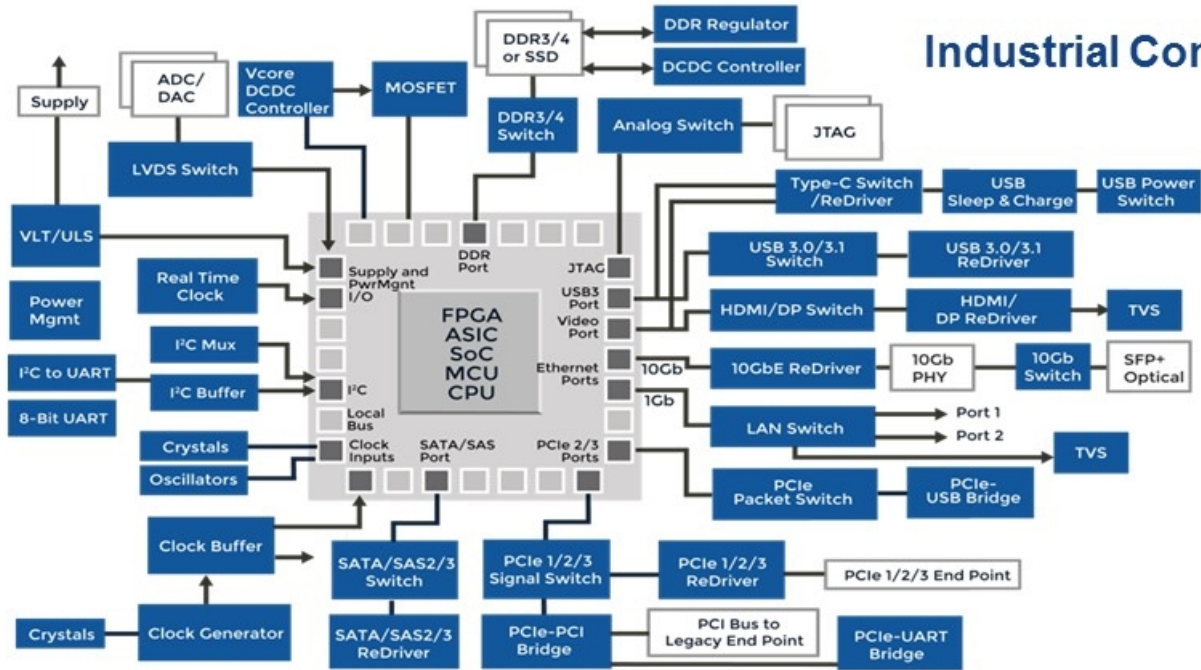 Industrial Cor
Supply
ADC/
DAC
Vcore
DCDC
Controller
MOSFET
DDR3/4
or SSD
DDR Regulator
DCDC Controller
LVDS Switch
DDR3/4
Switch
Analog Switch
JTAG
VLT/ULS
Type-C Switch
/ReDriver
USB
Sleep & Charge
USB Power
Switch
DDR
Port
Supply and
PwrMgnt
I/O
JTAG
USB 3.0/3.1
Switch
USB 3.0/3.1
ReDriver
Real Time
Clock
USB3
Port
Power
Mgmt
FPGA
ASIC
SoC
MCU
CPU
Video
Port
HDMI/DP Switch
HDMI/
DP ReDriver
TVS
I²C Mux
Ethernet
Ports
10Gb
10GbE ReDriver
10Gb
PHY
10Gb
Switch
SFP+
Optical
I²C to UART
I²C Buffer
I²C
1Gb
8-Bit UART
Local
Bus
LAN Switch
Port 1
Port 2
TVS
Crystals
Oscillators
Clock
Inputs
SATA/SAS
Port
PCIe 2/3
Ports
PCIe
Packet Switch
PCIe-
USB Bridge
Clock Buffer
SATA/SAS2/3
Switch
PCIe 1/2/3
Signal Switch
PCIe 1/2/3
ReDriver
PCIe 1/2/3 End Point
Crystals
Clock Generator
SATA/SAS2/3
ReDriver
PCIe-PCI
Bridge
PCI Bus to
Legacy End Point
PCIe-UART
Bridge